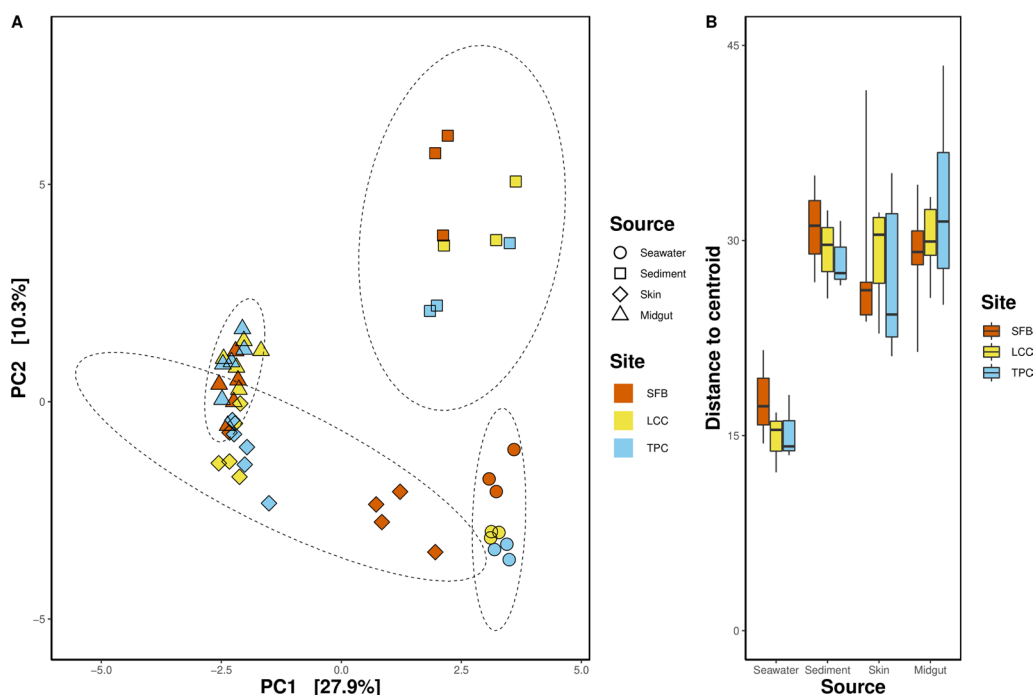 A
PC2 [10.3%]
5
0
−5
−5.0
−2.5
0.0
2.5
5.0
PC1 [27.9%]
Source
Seawater
Sediment
Skin
Midgut
Site
SFB
LCC
TPC
B
Distance to centroid
45
30
15
0
Seawater
Sediment
Skin
Midgut
Source
Site
SFB
LCC
TPC